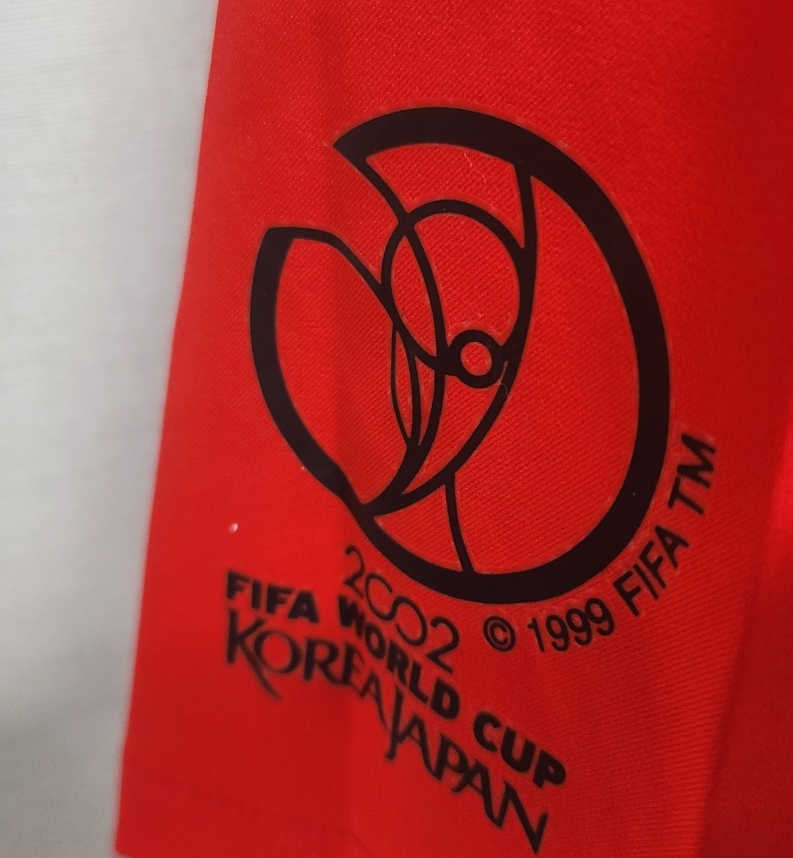 2002
FIFA WORLD CUP
KOREA JAPAN
© 1999 FIFA TM